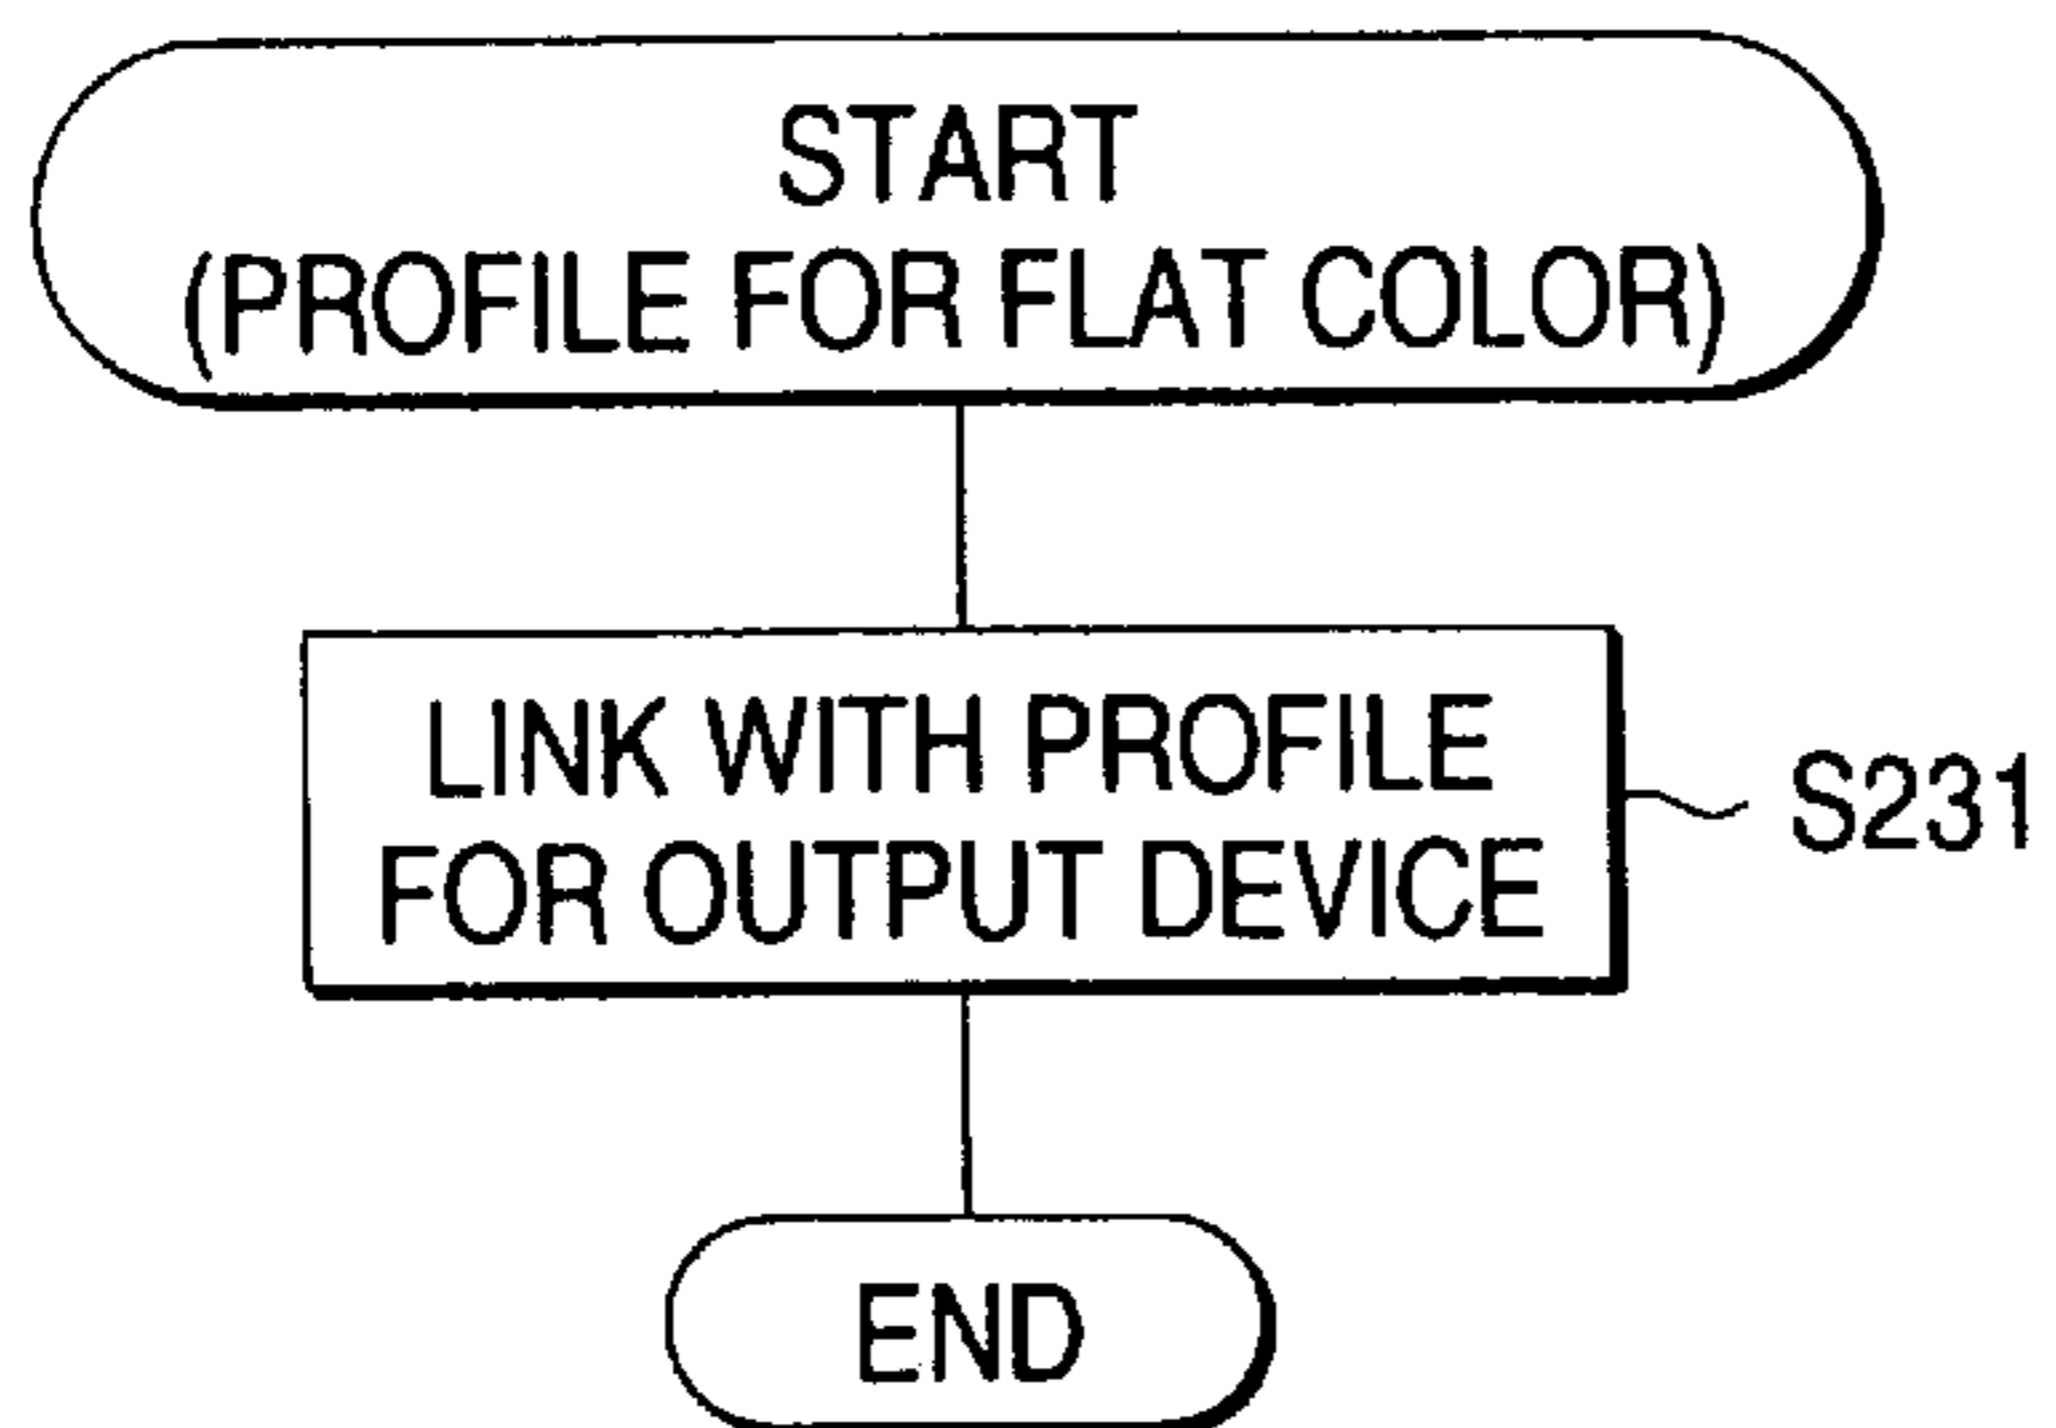 START
(PROFILE FOR FLAT COLOR)
LINK WITH PROFILE
FOR OUTPUT DEVICE
S231
END